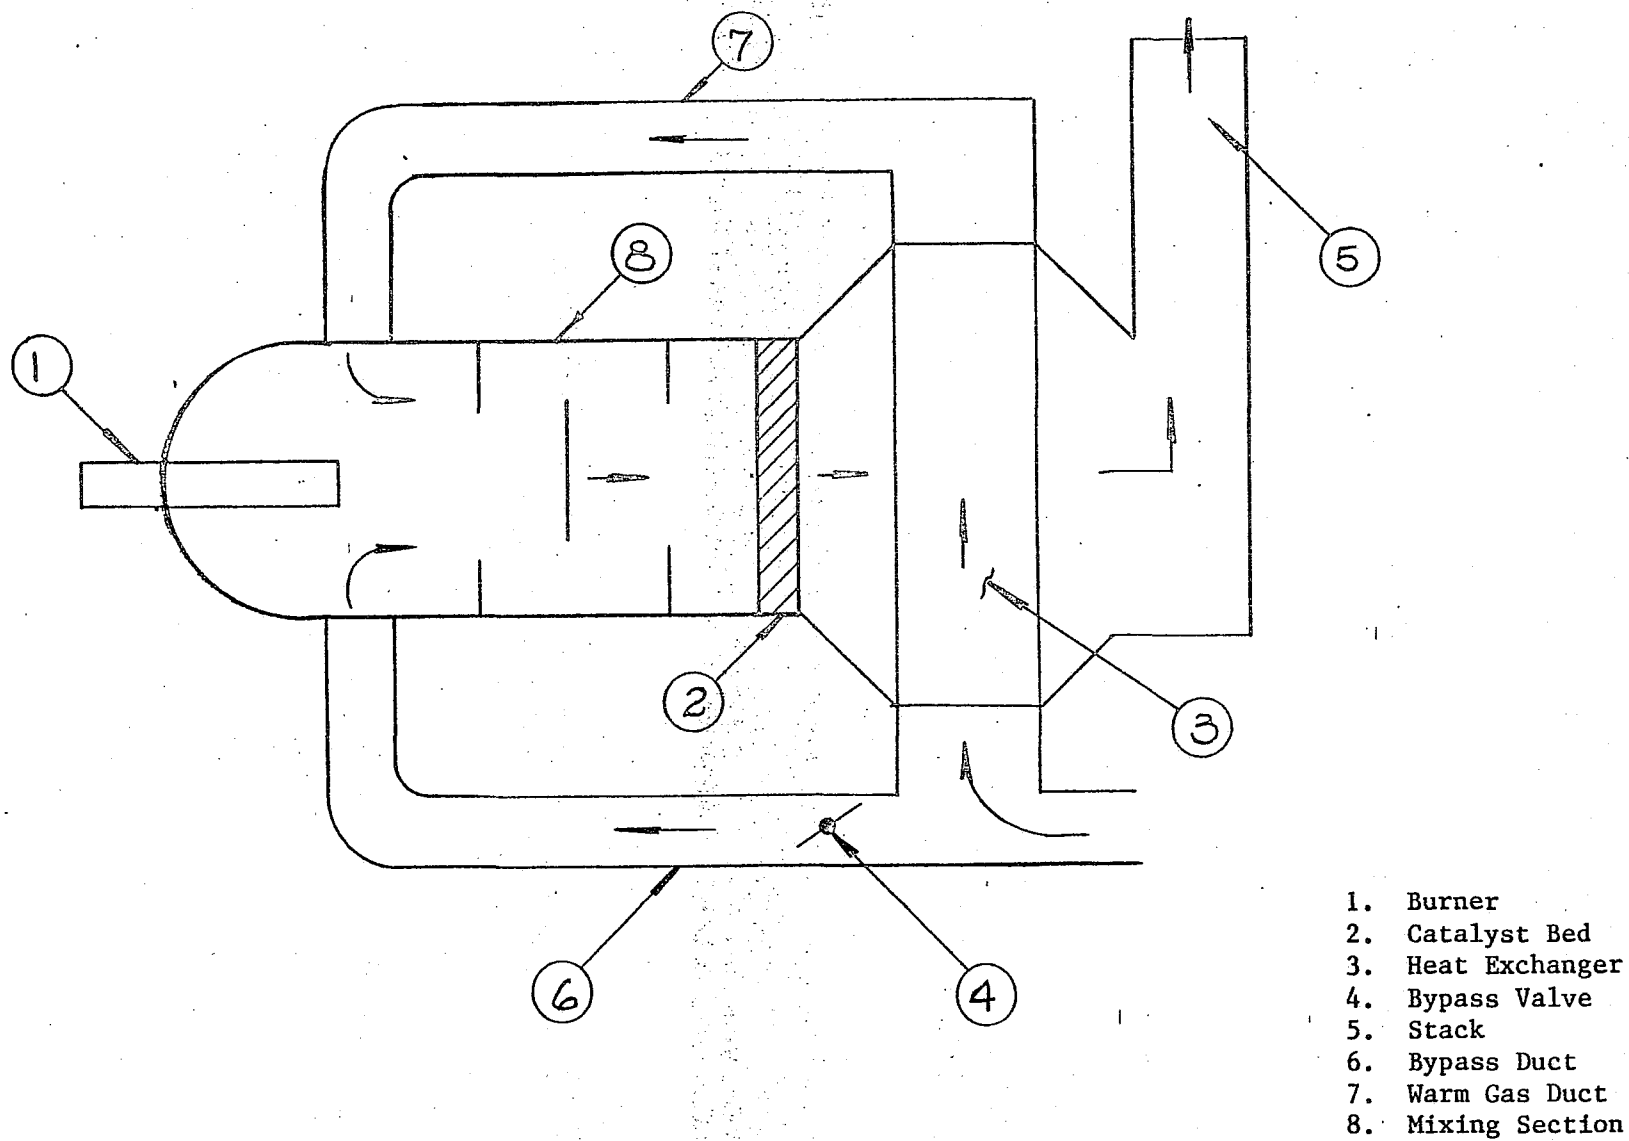 7
8
5
1
2
3
6
4
1. Burner
2. Catalyst Bed
3. Heat Exchanger
4. Bypass Valve
5. Stack
6. Bypass Duct
7. Warm Gas Duct
8. Mixing Section